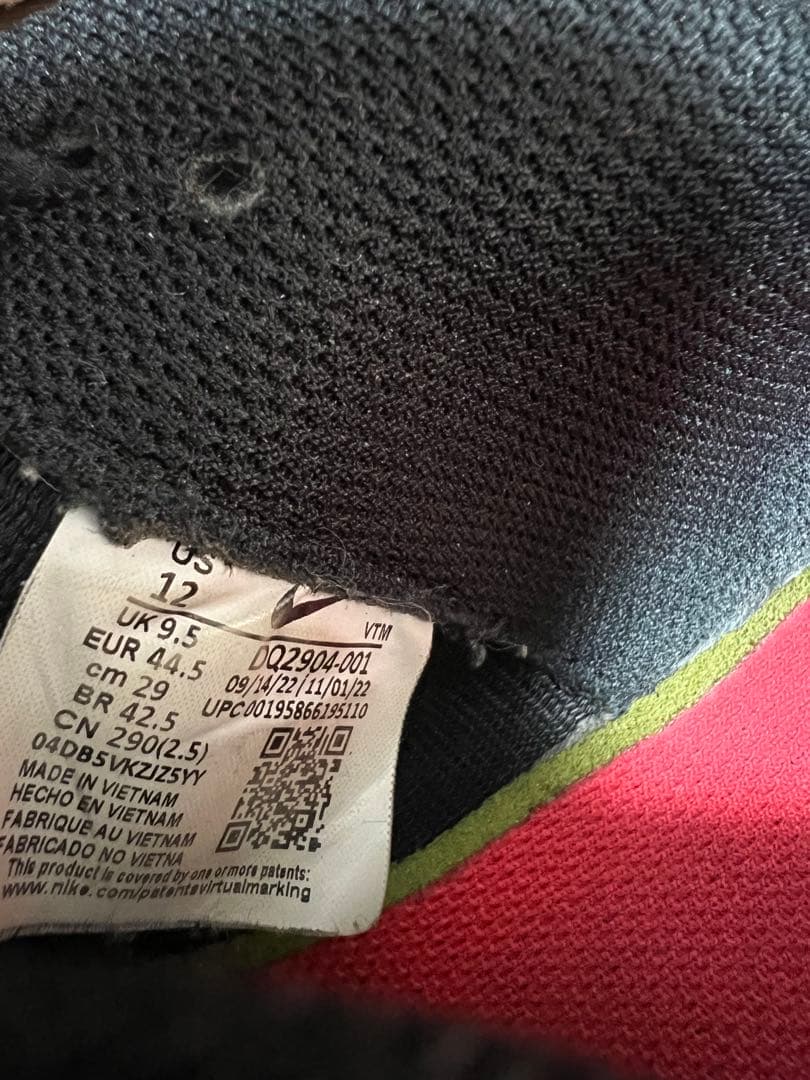 US
12
UK 9.5
EUR 44.5
cm 29
BR 42.5
CN 290(2.5)
04DB5VKZJZ5YY
VTM
DQ2904-001
09/14/22/11/01/22
UPC00195866195110
MADE IN VIETNAM
HECHO EN VIETNAM
FABRIQUE AU VIETNAM
FABRICADO NO VIETNA
This product is covered by one or more patents:
www.nike.com/patentsvirtualmarking